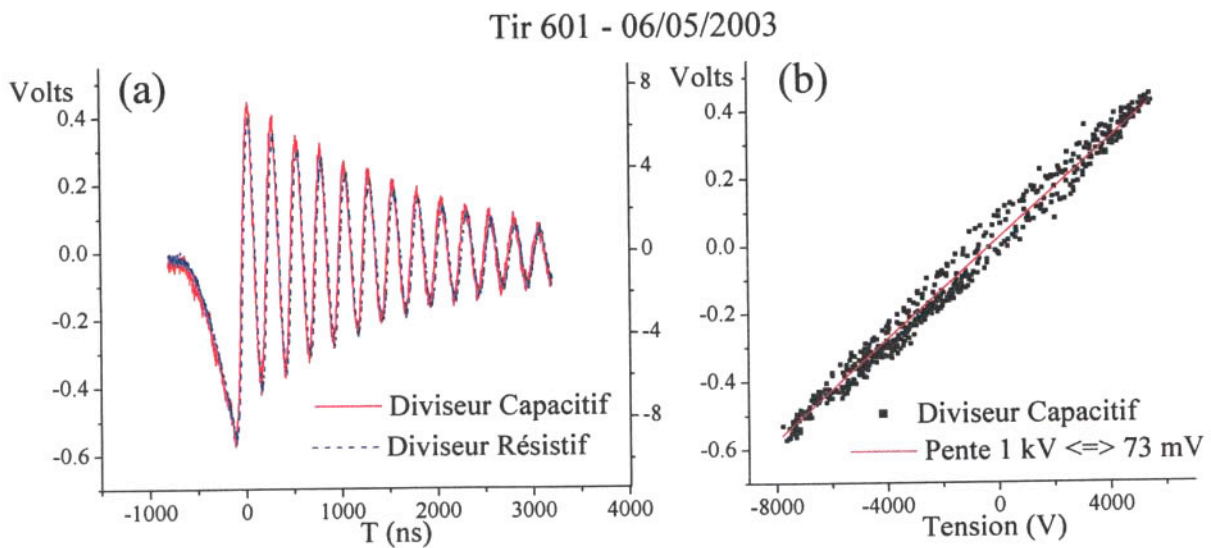 Tir 601 - 06/05/2003
Volts
(a)
0.4
0.2
0.0
-0.2
-0.4
-0.6
8
4
0
-4
-8
Diviseur Capacitif
Diviseur Résistif
-1000 0 1000 2000 3000 4000
T (ns)
Volts
(b)
0.4
0.2
0.0
-0.2
-0.4
-0.6
Diviseur Capacitif
Pente 1 kV <=> 73 mV
-8000 -4000 0 4000
Tension (V)